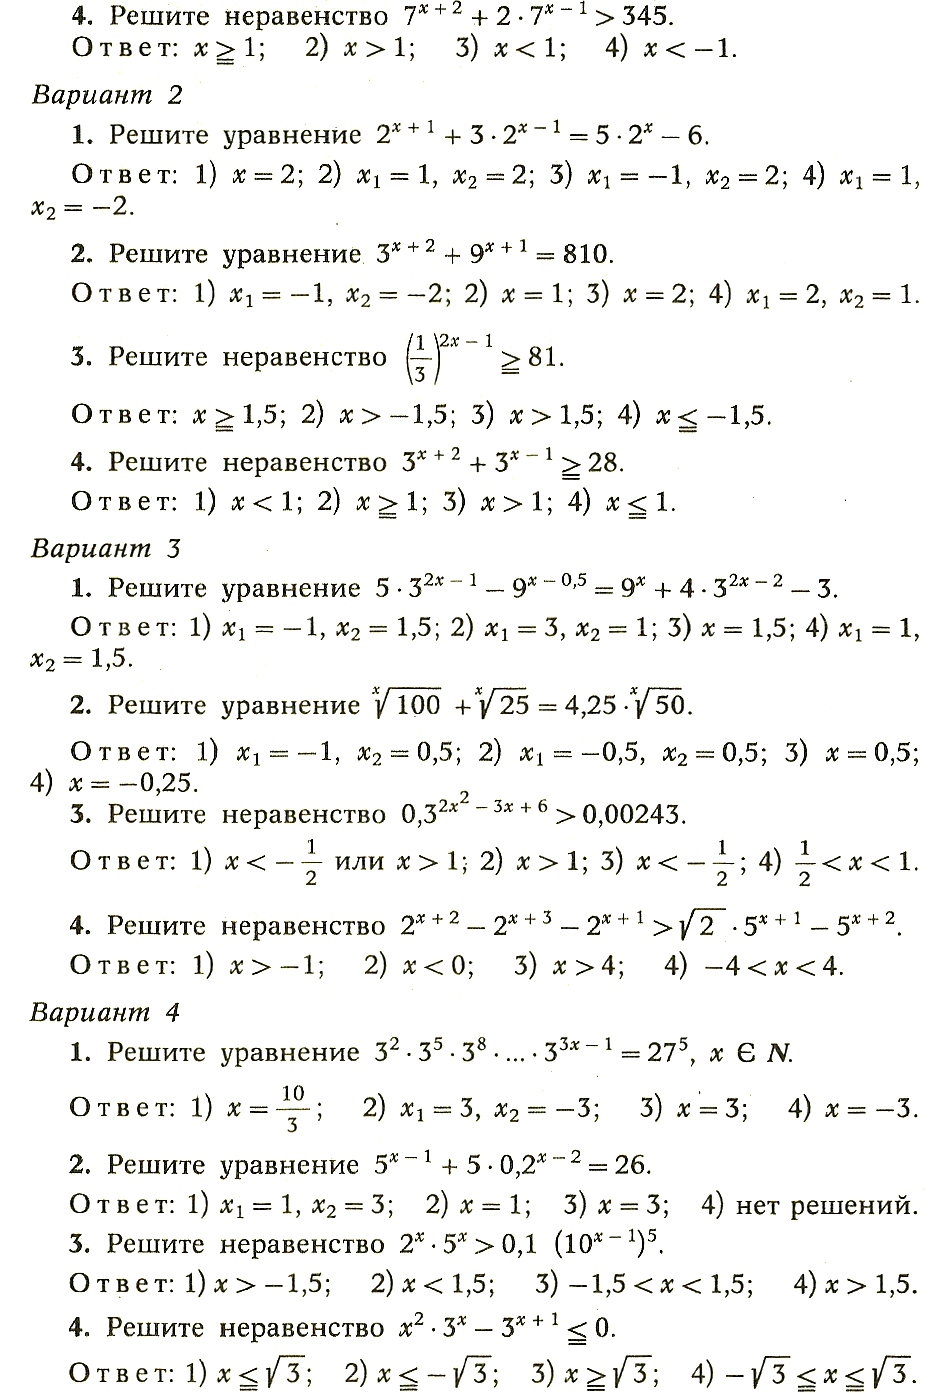 4. Решите неравенство 7^{x + 2} + 2 · 7^{x − 1} > 345.
Ответ: x ≧ 1; 2) x > 1; 3) x < 1; 4) x < −1.
Вариант 2
1. Решите уравнение 2^{x + 1} + 3 · 2^{x − 1} = 5 · 2^x − 6.
Ответ: 1) x = 2; 2) x₁ = 1, x₂ = 2; 3) x₁ = −1, x₂ = 2; 4) x₁ = 1,
x₂ = −2.
2. Решите уравнение 3^{x + 2} + 9^{x + 1} = 810.
Ответ: 1) x₁ = −1, x₂ = −2; 2) x = 1; 3) x = 2; 4) x₁ = 2, x₂ = 1.
3. Решите неравенство (1/3)^{2x − 1} ≧ 81.
Ответ: x ≧ 1,5; 2) x > −1,5; 3) x > 1,5; 4) x ≦ −1,5.
4. Решите неравенство 3^{x + 2} + 3^{x − 1} ≧ 28.
Ответ: 1) x < 1; 2) x ≧ 1; 3) x > 1; 4) x ≦ 1.
Вариант 3
1. Решите уравнение 5 · 3^{2x − 1} − 9^{x − 0,5} = 9^x + 4 · 3^{2x − 2} − 3.
Ответ: 1) x₁ = −1, x₂ = 1,5; 2) x₁ = 3, x₂ = 1; 3) x = 1,5; 4) x₁ = 1,
x₂ = 1,5.
2. Решите уравнение ˣ√100 + ˣ√25 = 4,25 · ˣ√50.
Ответ: 1) x₁ = −1, x₂ = 0,5; 2) x₁ = −0,5, x₂ = 0,5; 3) x = 0,5;
4) x = −0,25.
3. Решите неравенство 0,3^{2x² − 3x + 6} > 0,00243.
Ответ: 1) x < − 1/2 или x > 1; 2) x > 1; 3) x < − 1/2; 4) 1/2 < x < 1.
4. Решите неравенство 2^{x + 2} − 2^{x + 3} − 2^{x + 1} > √2 · 5^{x + 1} − 5^{x + 2}.
Ответ: 1) x > −1; 2) x < 0; 3) x > 4; 4) −4 < x < 4.
Вариант 4
1. Решите уравнение 3² · 3⁵ · 3⁸ · ... · 3^{3x − 1} = 27⁵, x Є N.
Ответ: 1) x = 10/3; 2) x₁ = 3, x₂ = −3; 3) x = 3; 4) x = −3.
2. Решите уравнение 5^{x − 1} + 5 · 0,2^{x − 2} = 26.
Ответ: 1) x₁ = 1, x₂ = 3; 2) x = 1; 3) x = 3; 4) нет решений.
3. Решите неравенство 2^x · 5^x > 0,1 (10^{x − 1})⁵.
Ответ: 1) x > −1,5; 2) x < 1,5; 3) −1,5 < x < 1,5; 4) x > 1,5.
4. Решите неравенство x² · 3^x − 3^{x + 1} ≦ 0.
Ответ: 1) x ≦ √3; 2) x ≦ −√3; 3) x ≧ √3; 4) −√3 ≦ x ≦ √3.